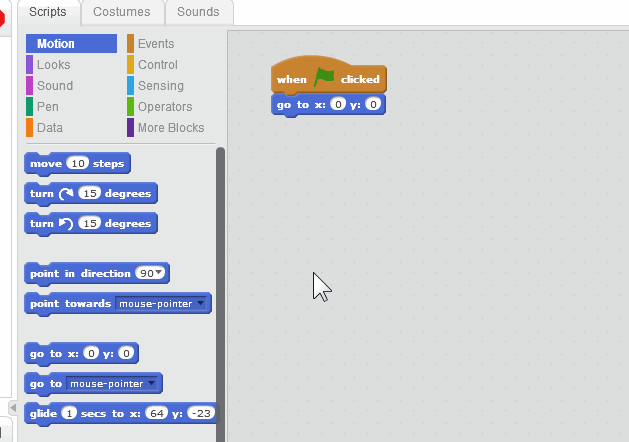 Scripts Costumes Sounds
Motion Events
Looks Control
Sound Sensing
Pen Operators
Data More Blocks
when clicked
go to x: 0 y: 0
move 10 steps
turn 15 degrees
turn 15 degrees
point in direction 90
point towards mouse-pointer
go to x: 0 y: 0
go to mouse-pointer
glide 1 secs to x: 64 y: -23